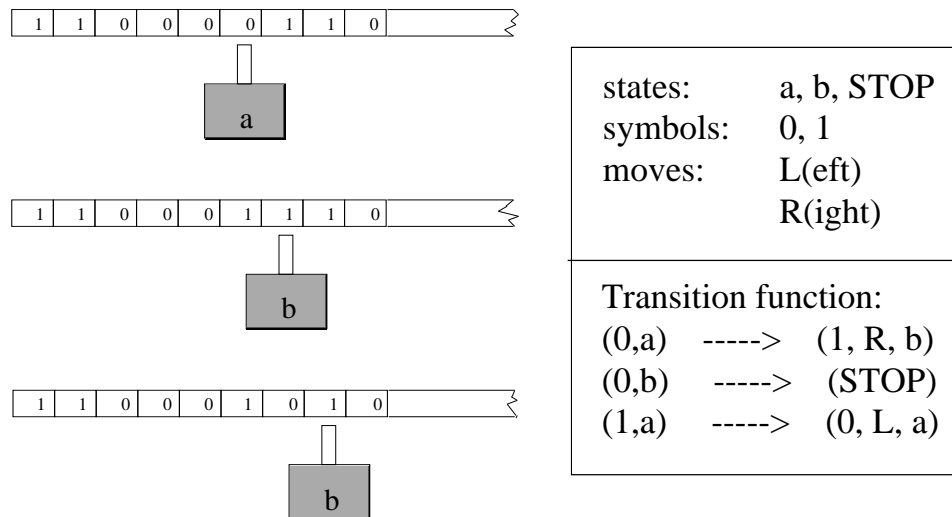 1 1 0 0 0 0 1 1 0
a
1 1 0 0 0 1 1 1 0
b
1 1 0 0 0 1 0 1 0
b
states: a, b, STOP
symbols: 0, 1
moves: L(eft)
R(ight)
Transition function:
(0,a) -----> (1, R, b)
(0,b) -----> (STOP)
(1,a) -----> (0, L, a)